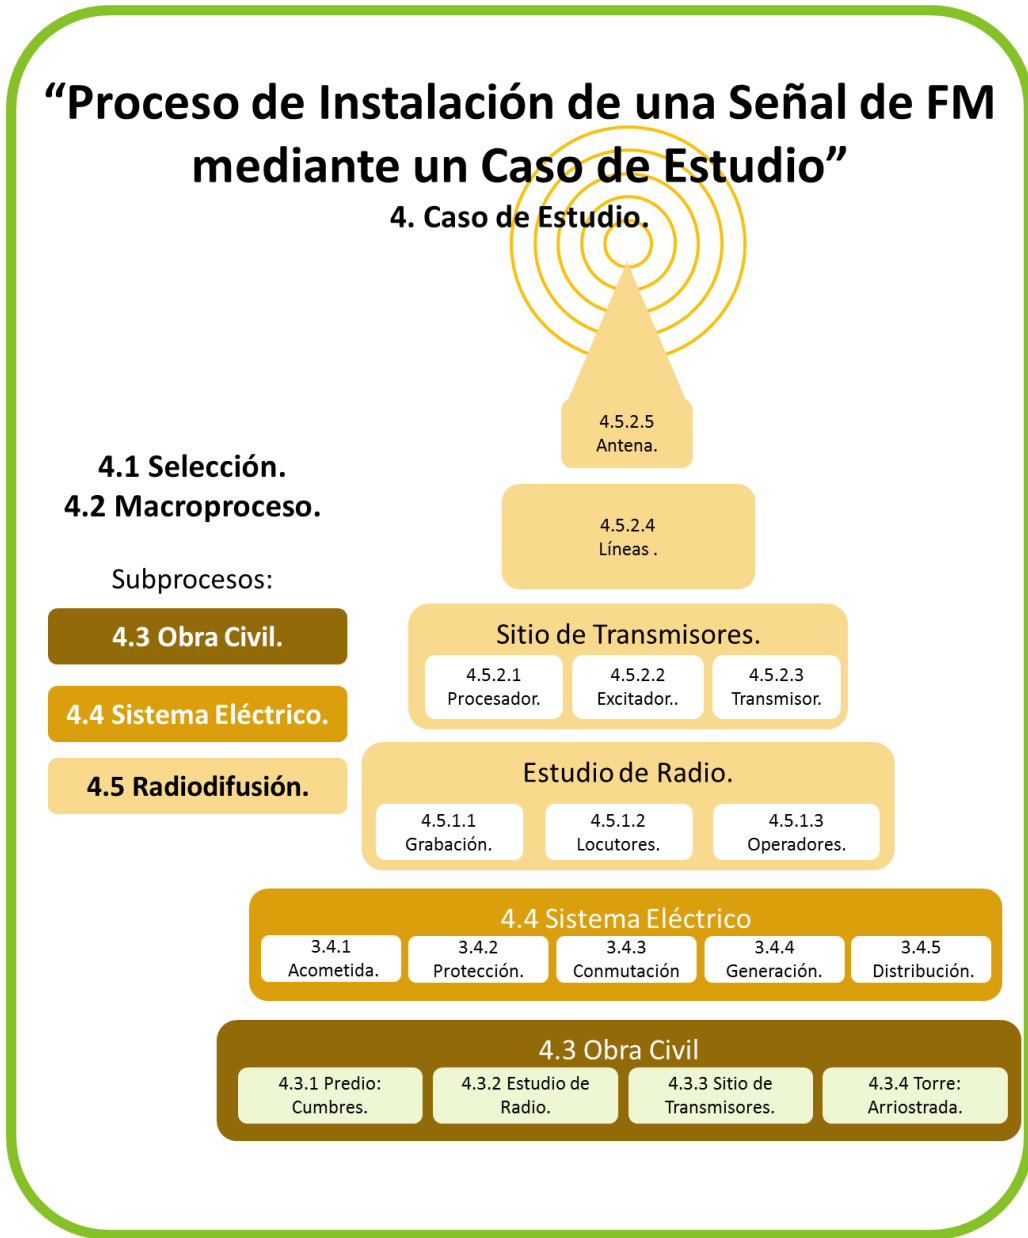 “Proceso de Instalación de una Señal de FM
mediante un Caso de Estudio”
4. Caso de Estudio.
4.5.2.5
Antena.
4.1 Selección.
4.2 Macroproceso.
Subprocesos:
4.3 Obra Civil.
4.4 Sistema Eléctrico.
4.5 Radiodifusión.
4.5.2.4
Líneas .
Sitio de Transmisores.
4.5.2.1
Procesador.
4.5.2.2
Excitador..
4.5.2.3
Transmisor.
Estudio de Radio.
4.5.1.1
Grabación.
4.5.1.2
Locutores.
4.5.1.3
Operadores.
4.4 Sistema Eléctrico
3.4.1
Acometida.
3.4.2
Protección.
3.4.3
Conmutación
3.4.4
Generación.
3.4.5
Distribución.
4.3 Obra Civil
4.3.1 Predio:
Cumbres.
4.3.2 Estudio de
Radio.
4.3.3 Sitio de
Transmisores.
4.3.4 Torre:
Arriostrada.